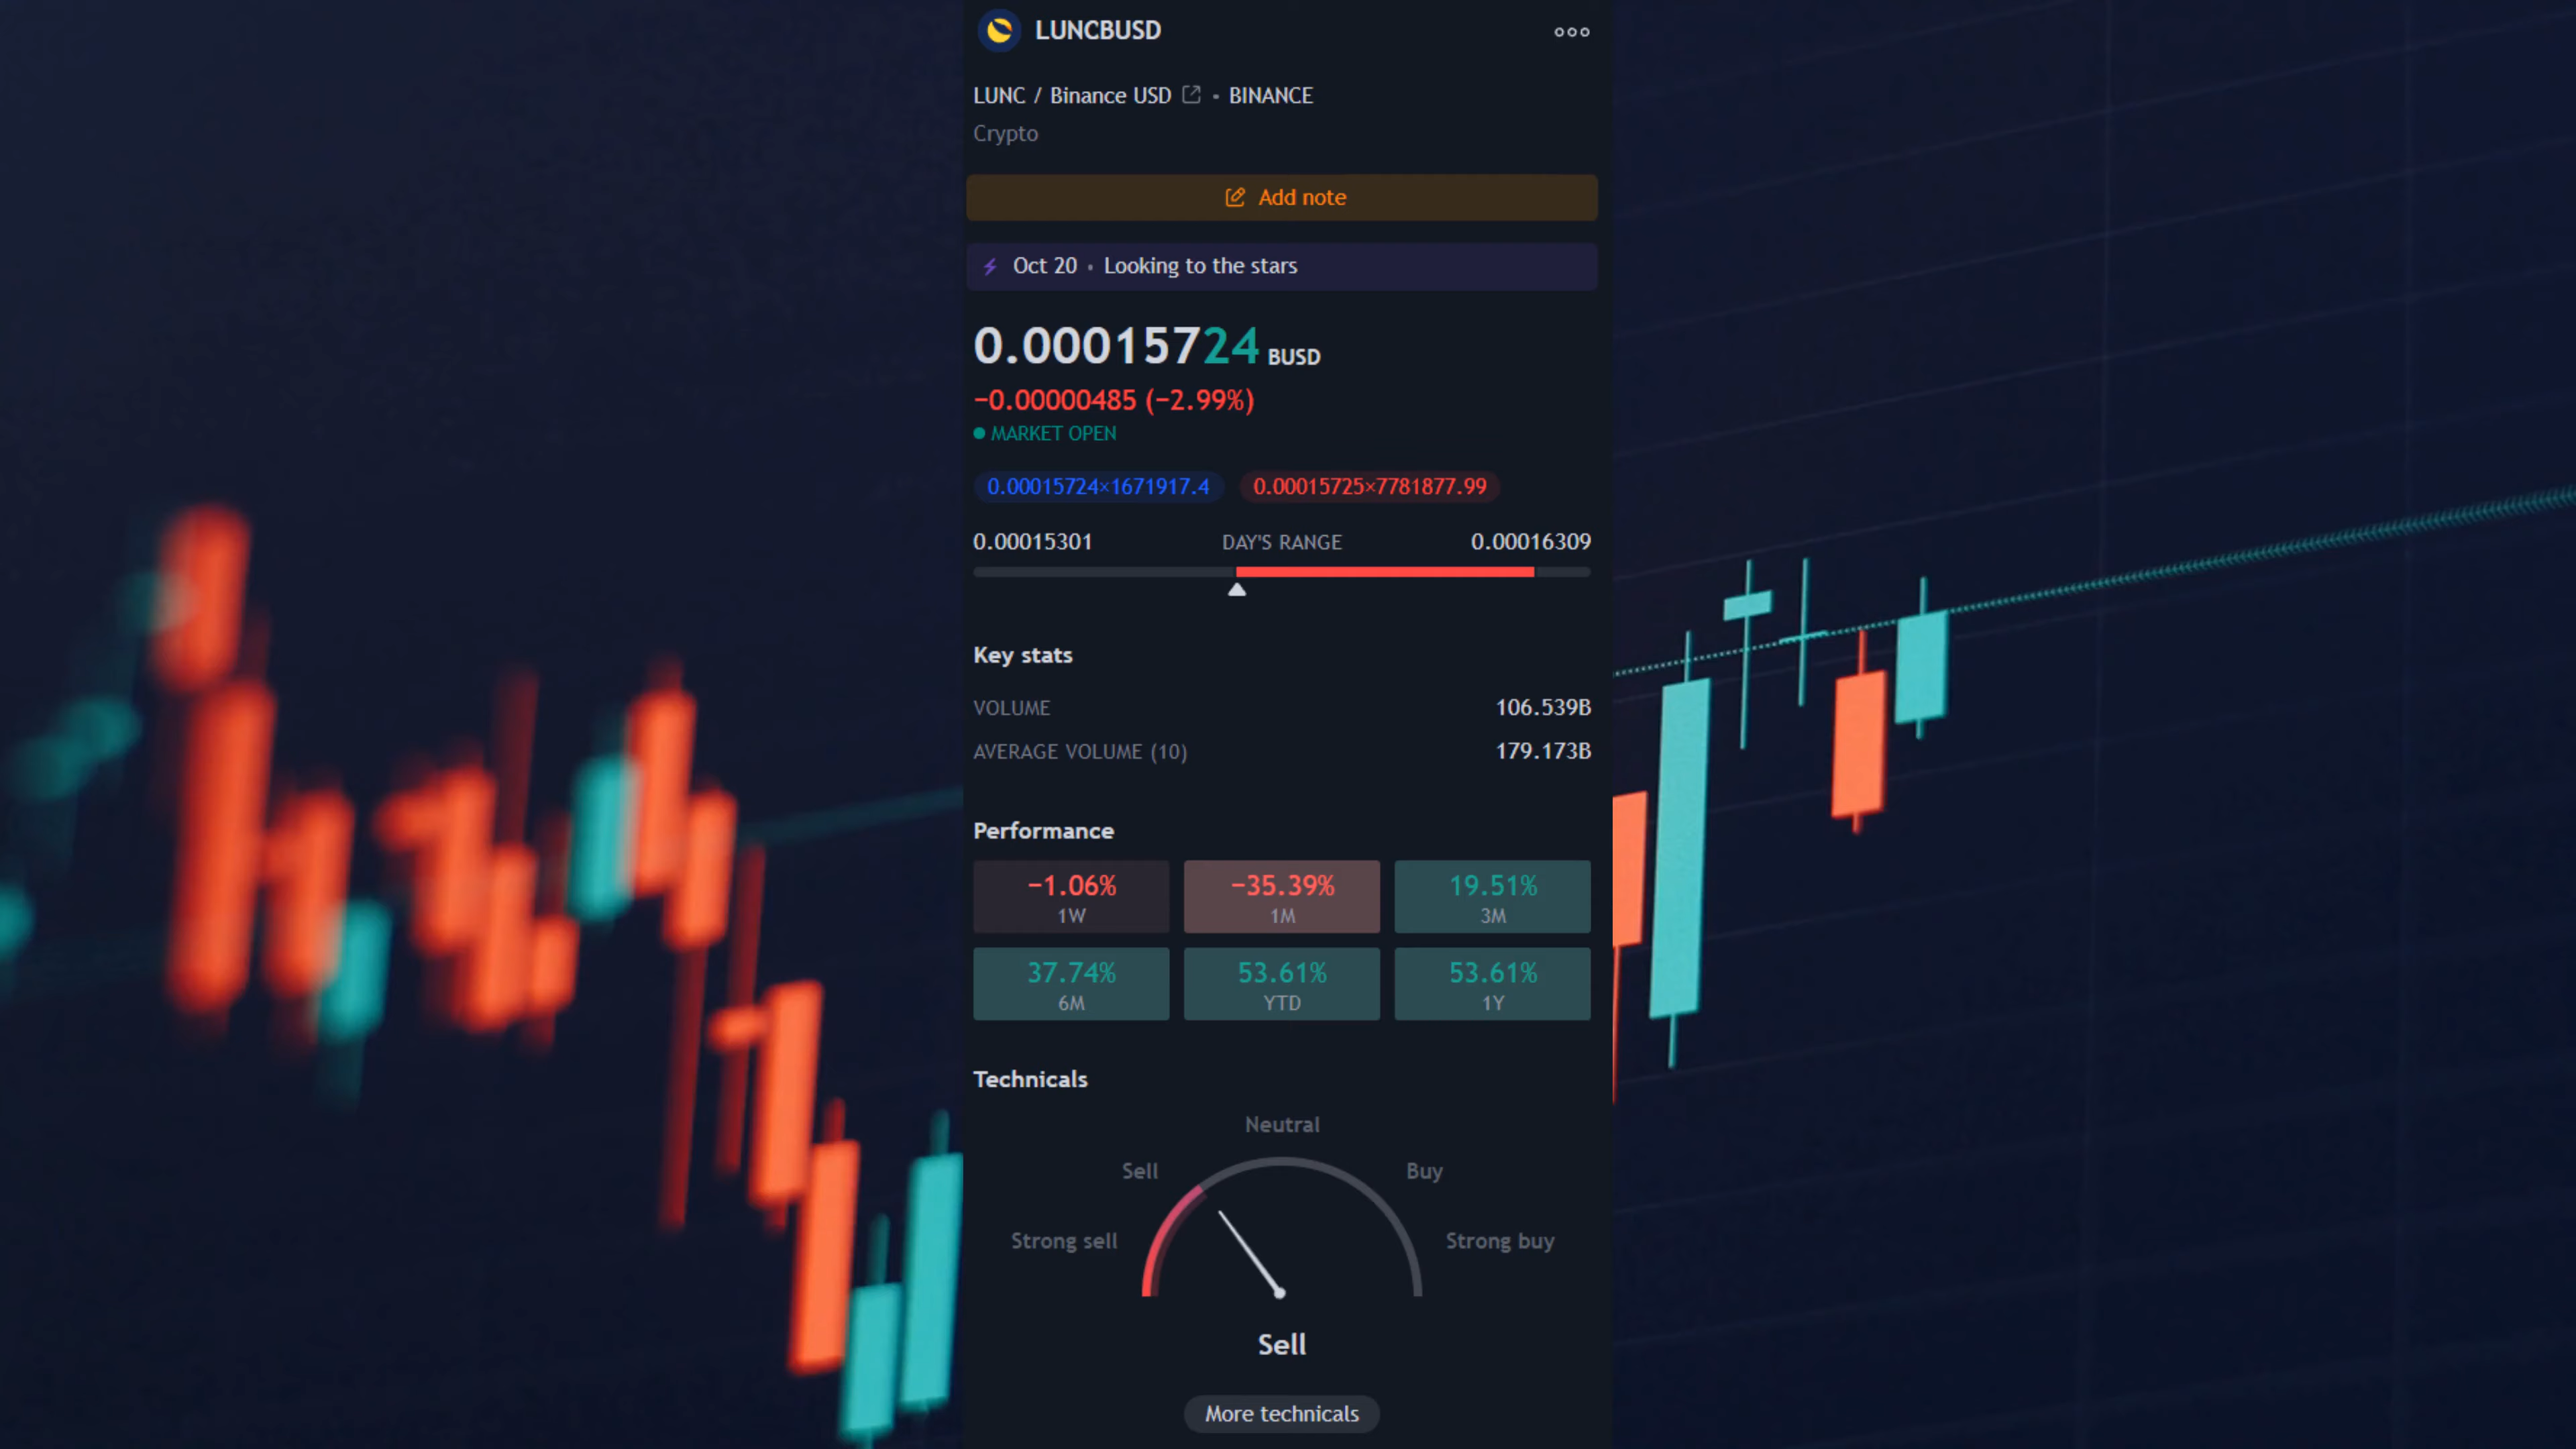 LUNCBUSD
LUNC / Binance USD • BINANCE
Crypto
Add note
Oct 20 • Looking to the stars
0.00015724 BUSD
−0.00000485 (−2.99%)
MARKET OPEN
0.00015724×1671917.4 0.00015725×7781877.99
0.00015301 DAY'S RANGE 0.00016309
Key stats
VOLUME 106.539B
AVERAGE VOLUME (10) 179.173B
Performance
−1.06% −35.39% 19.51%
1W 1M 3M
37.74% 53.61% 53.61%
6M YTD 1Y
Technicals
Neutral
Sell Buy
Strong sell Strong buy
Sell
More technicals